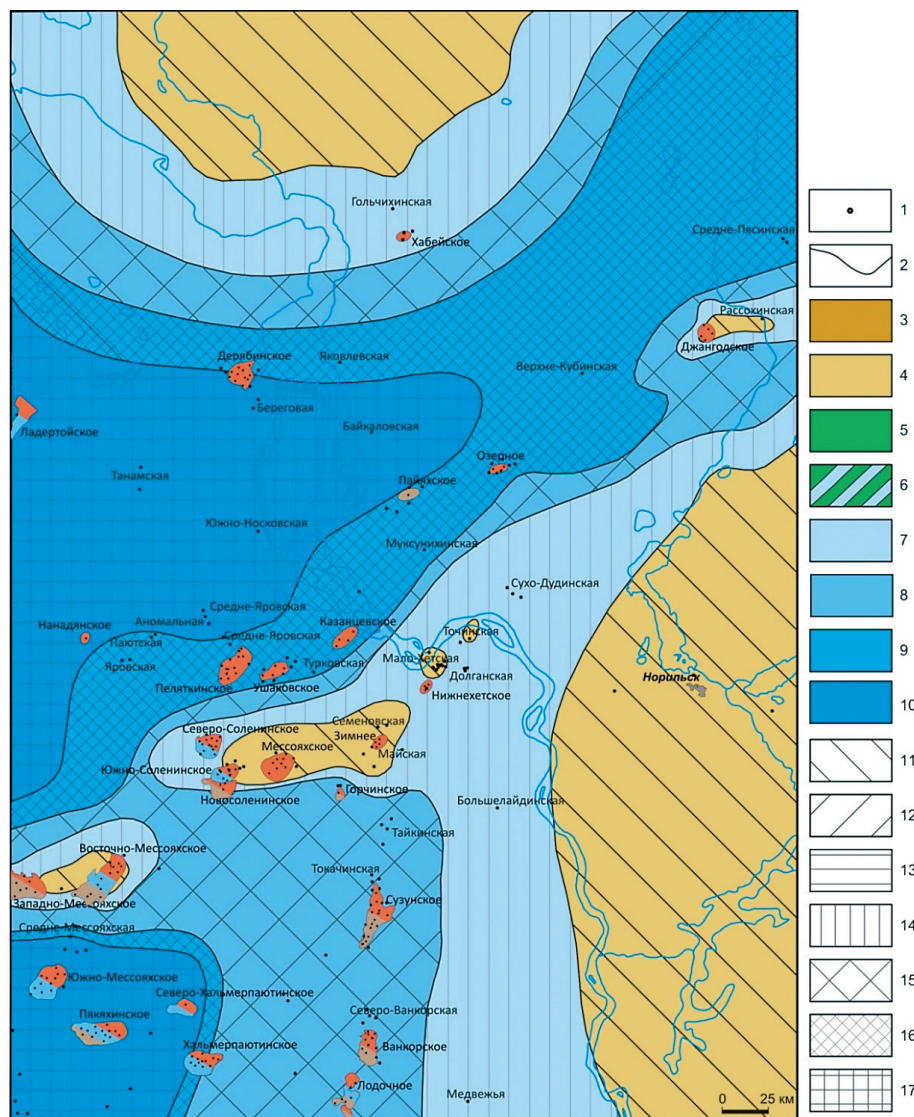 Гольчихинская
Хабейское
Средне-Пясинская
Рассохинская
Джангодское
Дерябинское
Яковлевская
Верхне-Кубинская
Береговая
Байкаловская
Ладертойское
Танамская
Озерное
Пайяхское
Южно-Носковская
Муксунихинская
Сухо-Дудинская
Средне-Яровская
Нанадянское
Аномальная
Казанцевское
Точинская
Паютская
Средне-Яровская
Яровская
Турковская
Мало-Хетская
Долганская
Норильск
Пеляткинское
Ушаковское
Нижнехетское
Северо-Соленинское
Семеновская
Зимнее
Мессояхское
Майская
Южно-Соленинское
Новосоленинское
Горчинское
Большелайдинская
Тайкинская
Восточно-Мессояхское
Токачинская
Западно-Мессояхское
Сузунское
Средне-Мессояхская
Южно-Мессояхское
Северо-Хальмерпаютинское
Пякяхинское
Северо-Ванкорская
Хальмерпаютинское
Ванкорское
Лодочное
Медвежья
0 25 км
1
2
3
4
5
6
7
8
9
10
11
12
13
14
15
16
17